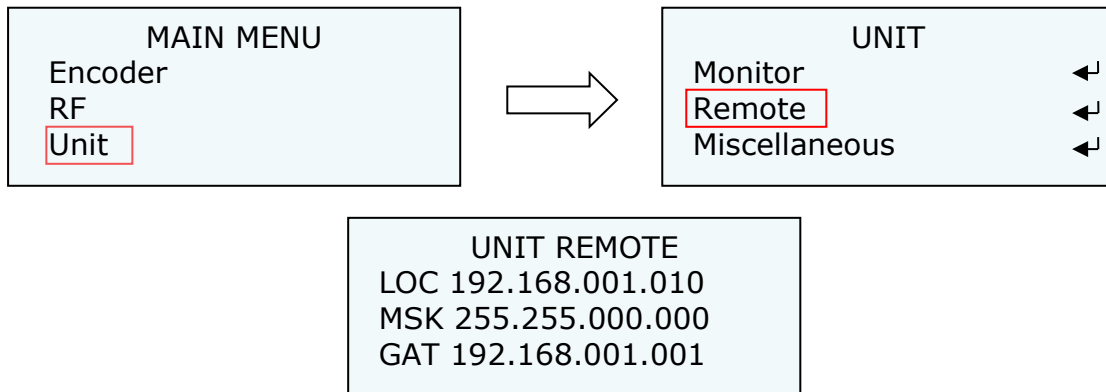 MAIN MENU
Encoder
RF
Unit
UNIT
Monitor
Remote
Miscellaneous
UNIT REMOTE
LOC 192.168.001.010
MSK 255.255.000.000
GAT 192.168.001.001